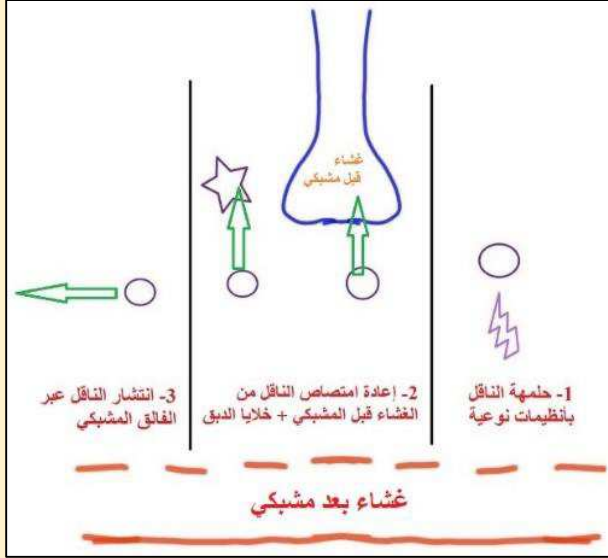 غشاء
قبل مشبكي
1- حلمهة الناقل
بأنظيمات نوعية
2- إعادة امتصاص الناقل من
الغشاء قبل المشبكي + خلايا الدبق
3- انتشار الناقل عبر
الفالق المشبكي
غشاء بعد مشبكي